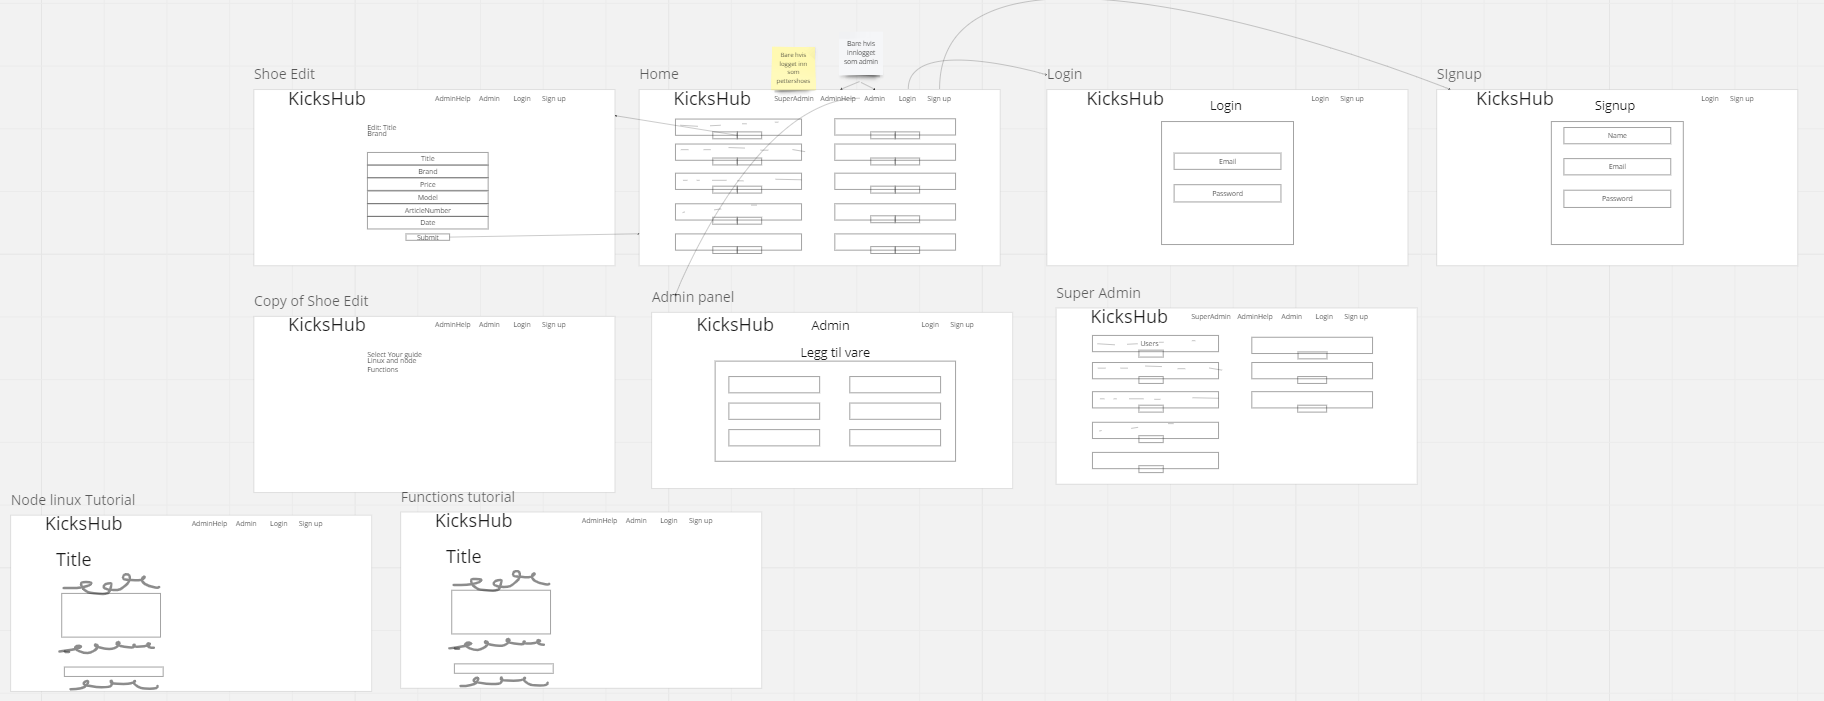 Shoe Edit
KicksHub
AdminHelp Admin Login Sign up
Edit: Title
Brand
Title
Brand
Price
Model
ArticleNumber
Date
Submit
Home
Bare hvis
logget inn
som
pettershoes
Bare hvis
innlogget
som admin
KicksHub
SuperAdmin AdminHelp Admin Login Sign up
Login
KicksHub
Login
Login Sign up
Email
Password
SIgnup
KicksHub
Signup
Login Sign up
Name
Email
Password
Copy of Shoe Edit
KicksHub
AdminHelp Admin Login Sign up
Select Your guide
Linux and node
Functions
Admin panel
KicksHub
Admin
Login Sign up
Legg til vare
Super Admin
KicksHub
SuperAdmin AdminHelp Admin Login Sign up
Users
Node linux Tutorial
KicksHub
AdminHelp Admin Login Sign up
Title
Functions tutorial
KicksHub
AdminHelp Admin Login Sign up
Title